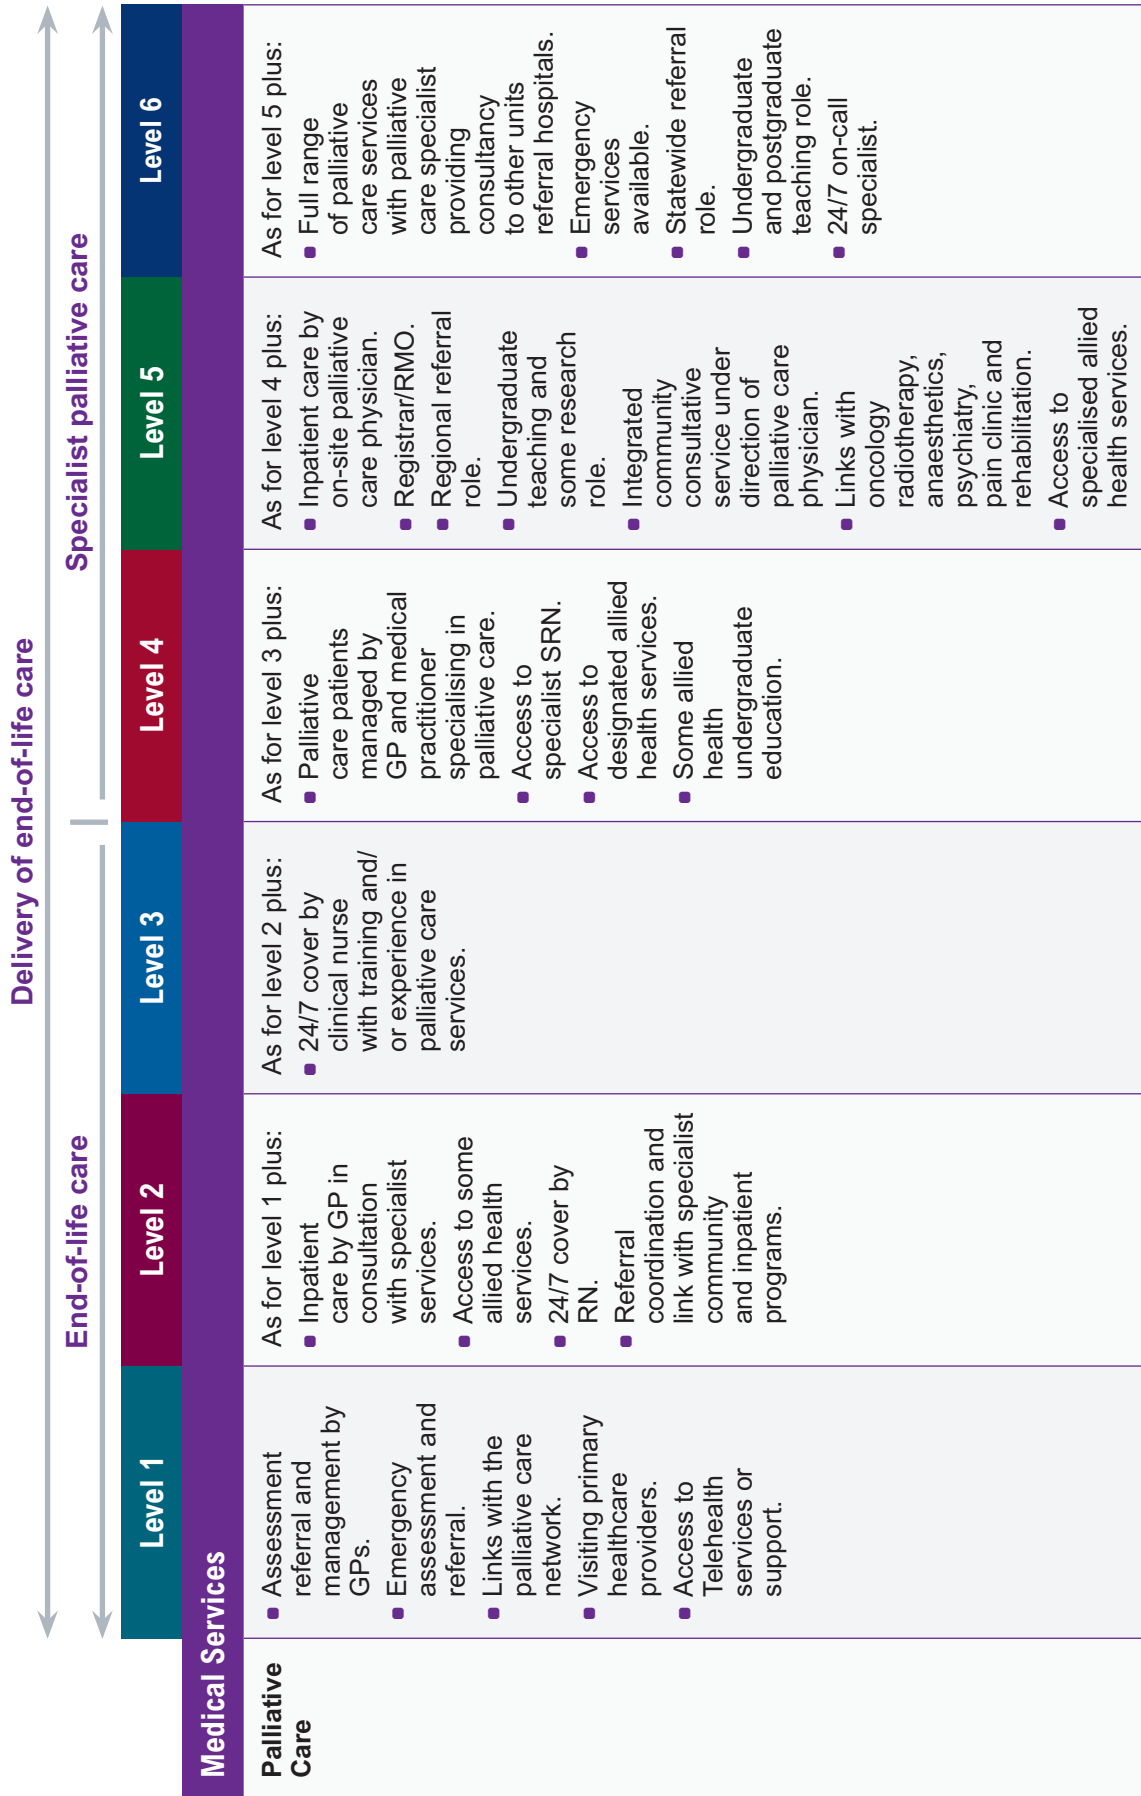 Delivery of end-of-life care
End-of-life care
Specialist palliative care
Level 1
Level 2
Level 3
Level 4
Level 5
Level 6
Medical Services
Palliative
Care
Assessment
referral and
management by
GPs.
Emergency
assessment and
referral.
Links with the
palliative care
network.
Visiting primary
healthcare
providers.
Access to
Telehealth
services or
support.
As for level 1 plus:
Inpatient
care by GP in
consultation
with specialist
services.
Access to some
allied health
services.
24/7 cover by
RN.
Referral
coordination and
link with specialist
community
and inpatient
programs.
As for level 2 plus:
24/7 cover by
clinical nurse
with training and/
or experience in
palliative care
services.
As for level 3 plus:
Palliative
care patients
managed by
GP and medical
practitioner
specialising in
palliative care.
Access to
specialist SRN.
Access to
designated allied
health services.
Some allied
health
undergraduate
education.
As for level 4 plus:
Inpatient care by
on-site palliative
care physician.
Registrar/RMO.
Regional referral
role.
Undergraduate
teaching and
some research
role.
Integrated
community
consultative
service under
direction of
palliative care
physician.
Links with
oncology
radiotherapy,
anaesthetics,
psychiatry,
pain clinic and
rehabilitation.
Access to
specialised allied
health services.
As for level 5 plus:
Full range
of palliative
care services
with palliative
care specialist
providing
consultancy
to other units
referral hospitals.
Emergency
services
available.
Statewide referral
role.
Undergraduate
and postgraduate
teaching role.
24/7 on-call
specialist.